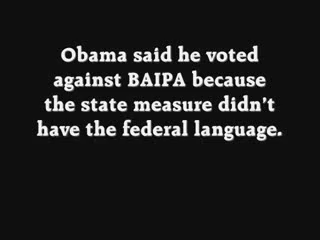 Obama said he voted
against BAIPA because
the state measure didn't
have the federal language.